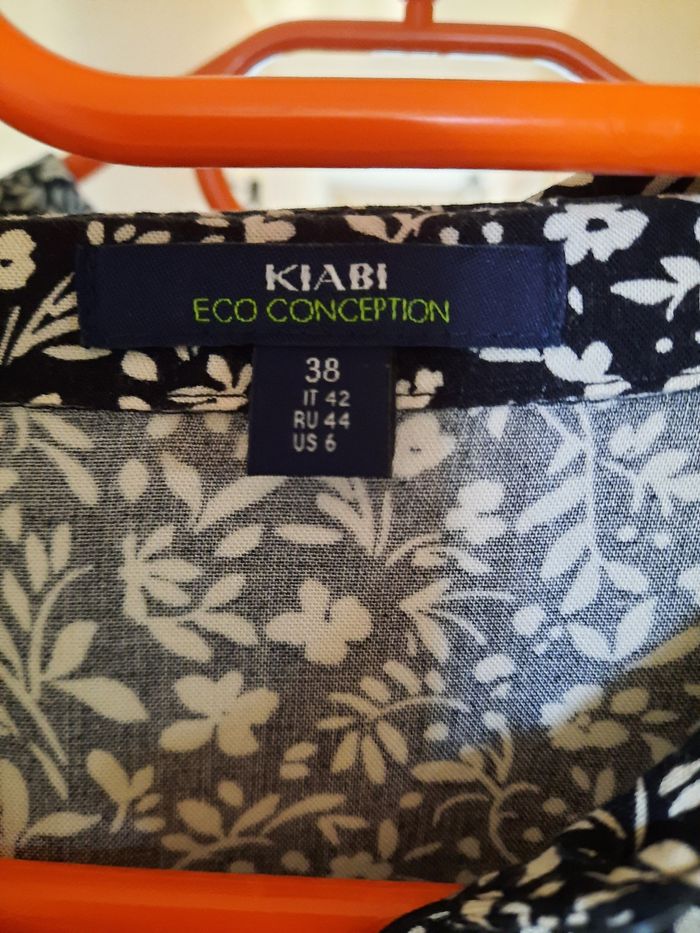 KIABI
ECO CONCEPTION
38
IT 42
RU 44
US 6